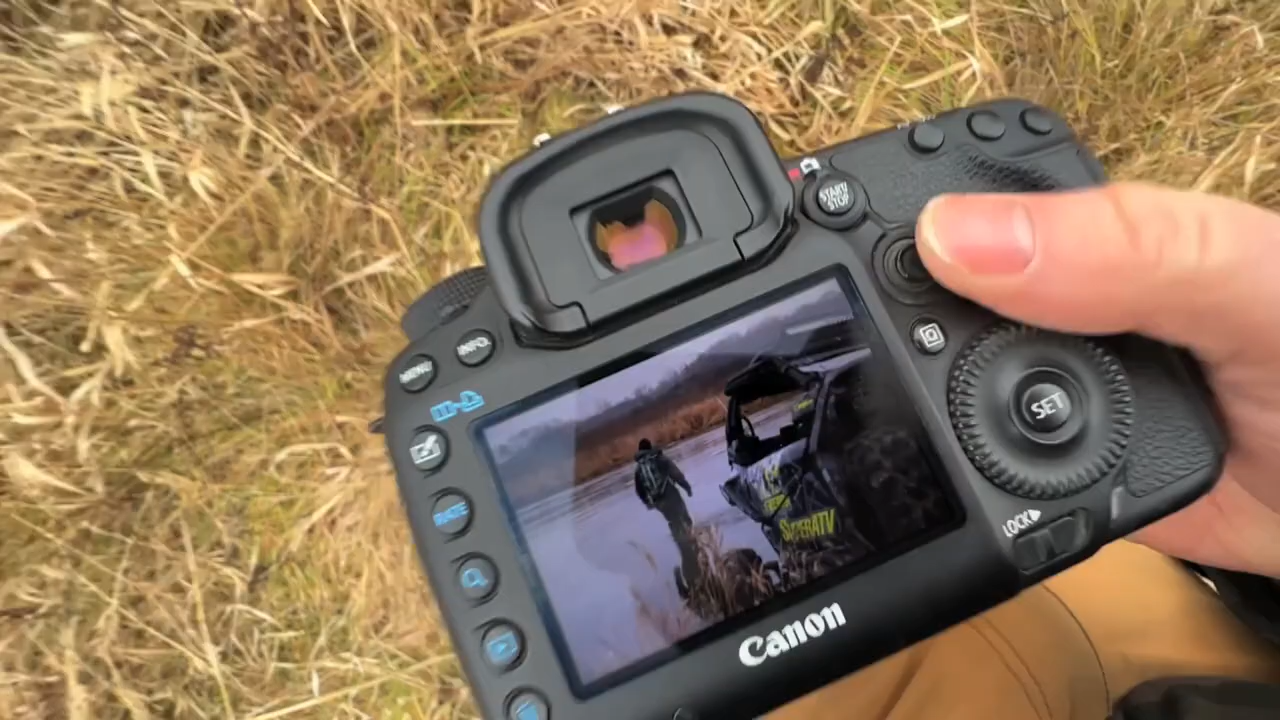 START/
STOP
MENU
INFO.
SET
RATE
SUPERATV
LOCK▶
Canon